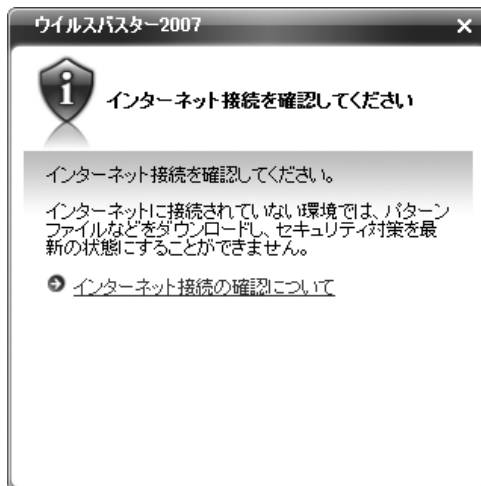 ウイルスバスター2007
インターネット接続を確認してください
インターネット接続を確認してください。
インターネットに接続されていない環境では、パターン
ファイルなどをダウンロードし、セキュリティ対策を最
新の状態にすることができません。
インターネット接続の確認について